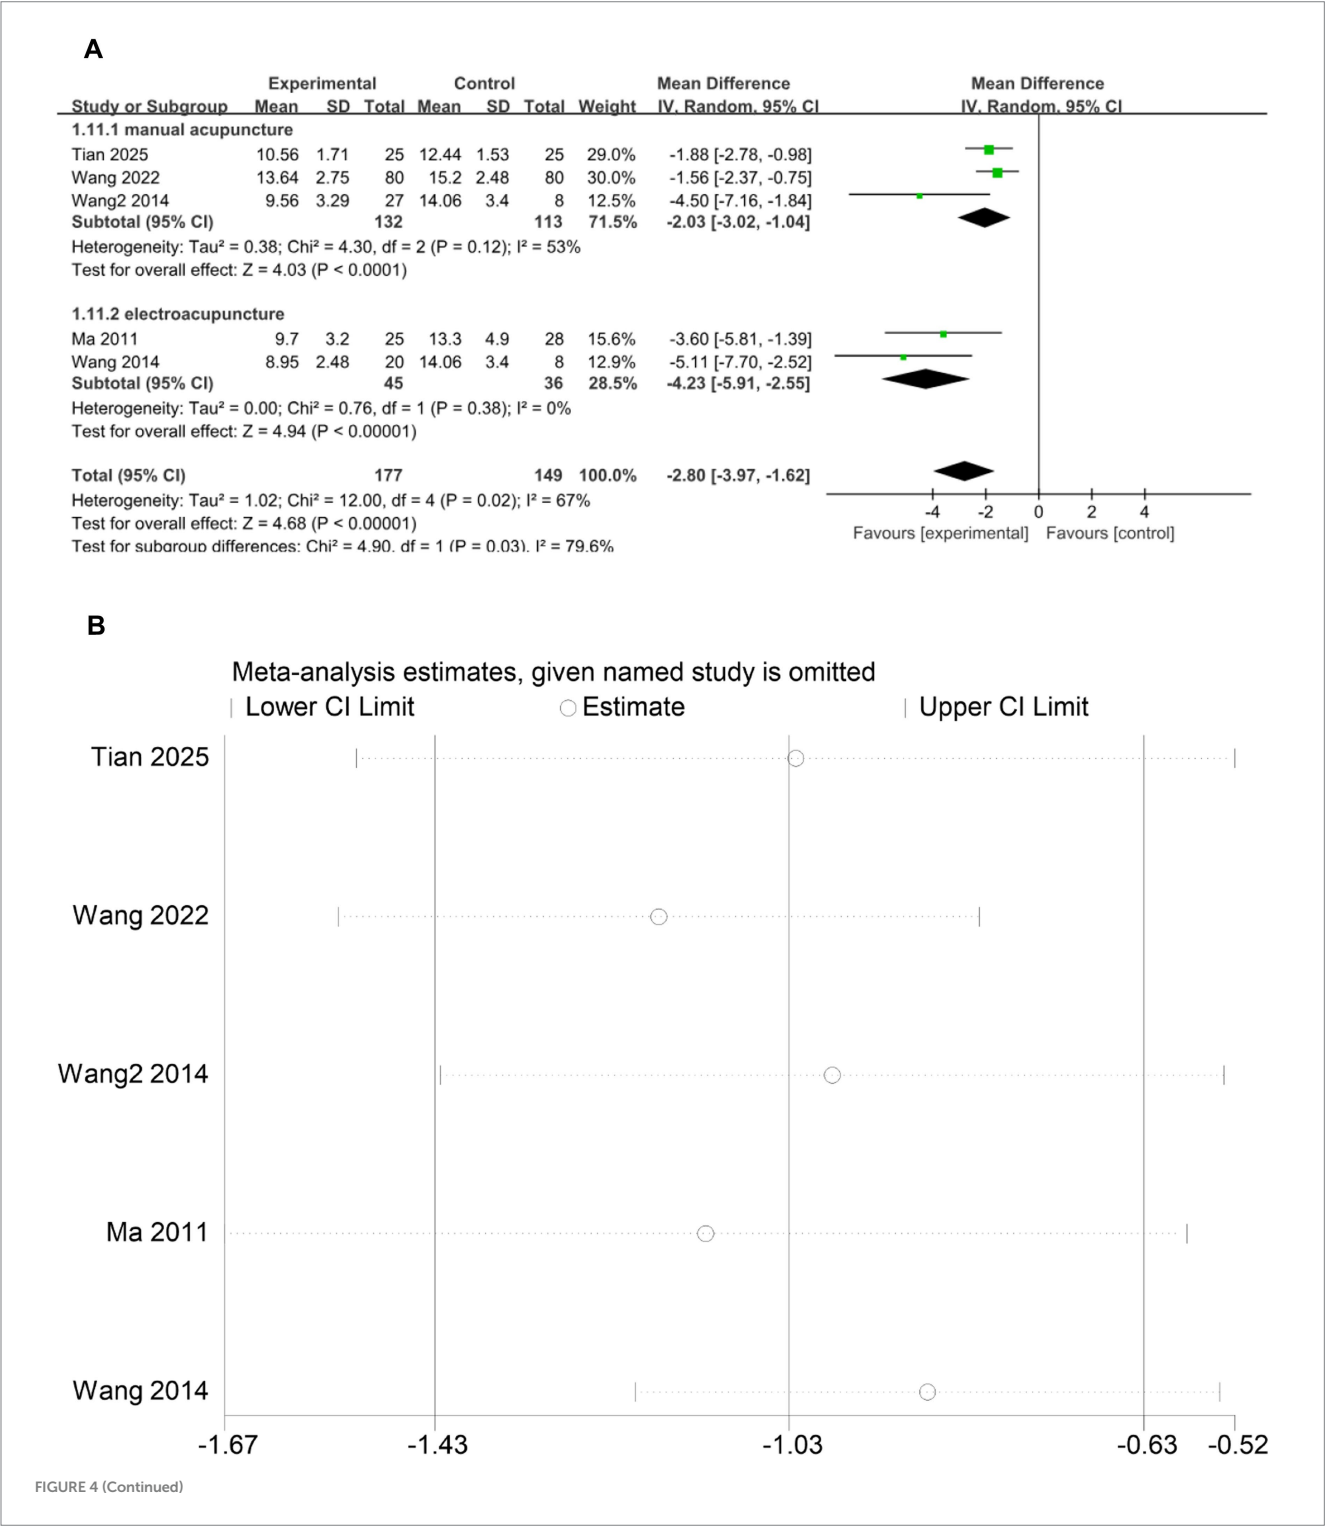 A
Experimental Control Mean Difference Mean Difference
Study or Subgroup Mean SD Total Mean SD Total Weight IV, Random, 95% CI IV, Random, 95% CI
1.11.1 manual acupuncture
Tian 2025 10.56 1.71 25 12.44 1.53 25 29.0% -1.88 [-2.78, -0.98]
Wang 2022 13.64 2.75 80 15.2 2.48 80 30.0% -1.56 [-2.37, -0.75]
Wang2 2014 9.56 3.29 27 14.06 3.4 8 12.5% -4.50 [-7.16, -1.84]
Subtotal (95% CI) 132 113 71.5% -2.03 [-3.02, -1.04]
Heterogeneity: Tau² = 0.38; Chi² = 4.30, df = 2 (P = 0.12); I² = 53%
Test for overall effect: Z = 4.03 (P < 0.0001)
1.11.2 electroacupuncture
Ma 2011 9.7 3.2 25 13.3 4.9 28 15.6% -3.60 [-5.81, -1.39]
Wang 2014 8.95 2.48 20 14.06 3.4 8 12.9% -5.11 [-7.70, -2.52]
Subtotal (95% CI) 45 36 28.5% -4.23 [-5.91, -2.55]
Heterogeneity: Tau² = 0.00; Chi² = 0.76, df = 1 (P = 0.38); I² = 0%
Test for overall effect: Z = 4.94 (P < 0.00001)
Total (95% CI) 177 149 100.0% -2.80 [-3.97, -1.62]
Heterogeneity: Tau² = 1.02; Chi² = 12.00, df = 4 (P = 0.02); I² = 67%
Test for overall effect: Z = 4.68 (P < 0.00001)
Test for subgroup differences: Chi² = 4.90, df = 1 (P = 0.03), I² = 79.6%
-4 -2 0 2 4
Favours [experimental] Favours [control]
B
Meta-analysis estimates, given named study is omitted
Lower CI Limit Estimate Upper CI Limit
Tian 2025
Wang 2022
Wang2 2014
Ma 2011
Wang 2014
-1.67 -1.43 -1.03 -0.63 -0.52
FIGURE 4 (Continued)